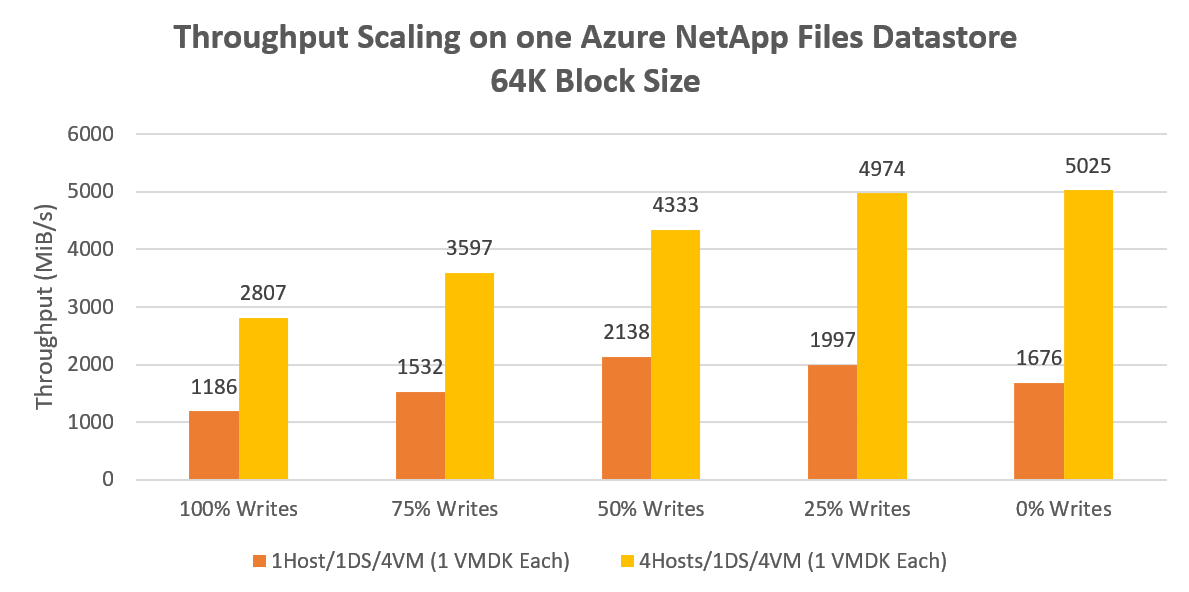 Throughput Scaling on one Azure NetApp Files Datastore
64K Block Size
Throughput (MiB/s)
6000
5000
4000
3000
2000
1000
0
1186
2807
1532
3597
2138
4333
1997
4974
1676
5025
100% Writes
75% Writes
50% Writes
25% Writes
0% Writes
1Host/1DS/4VM (1 VMDK Each)
4Hosts/1DS/4VM (1 VMDK Each)